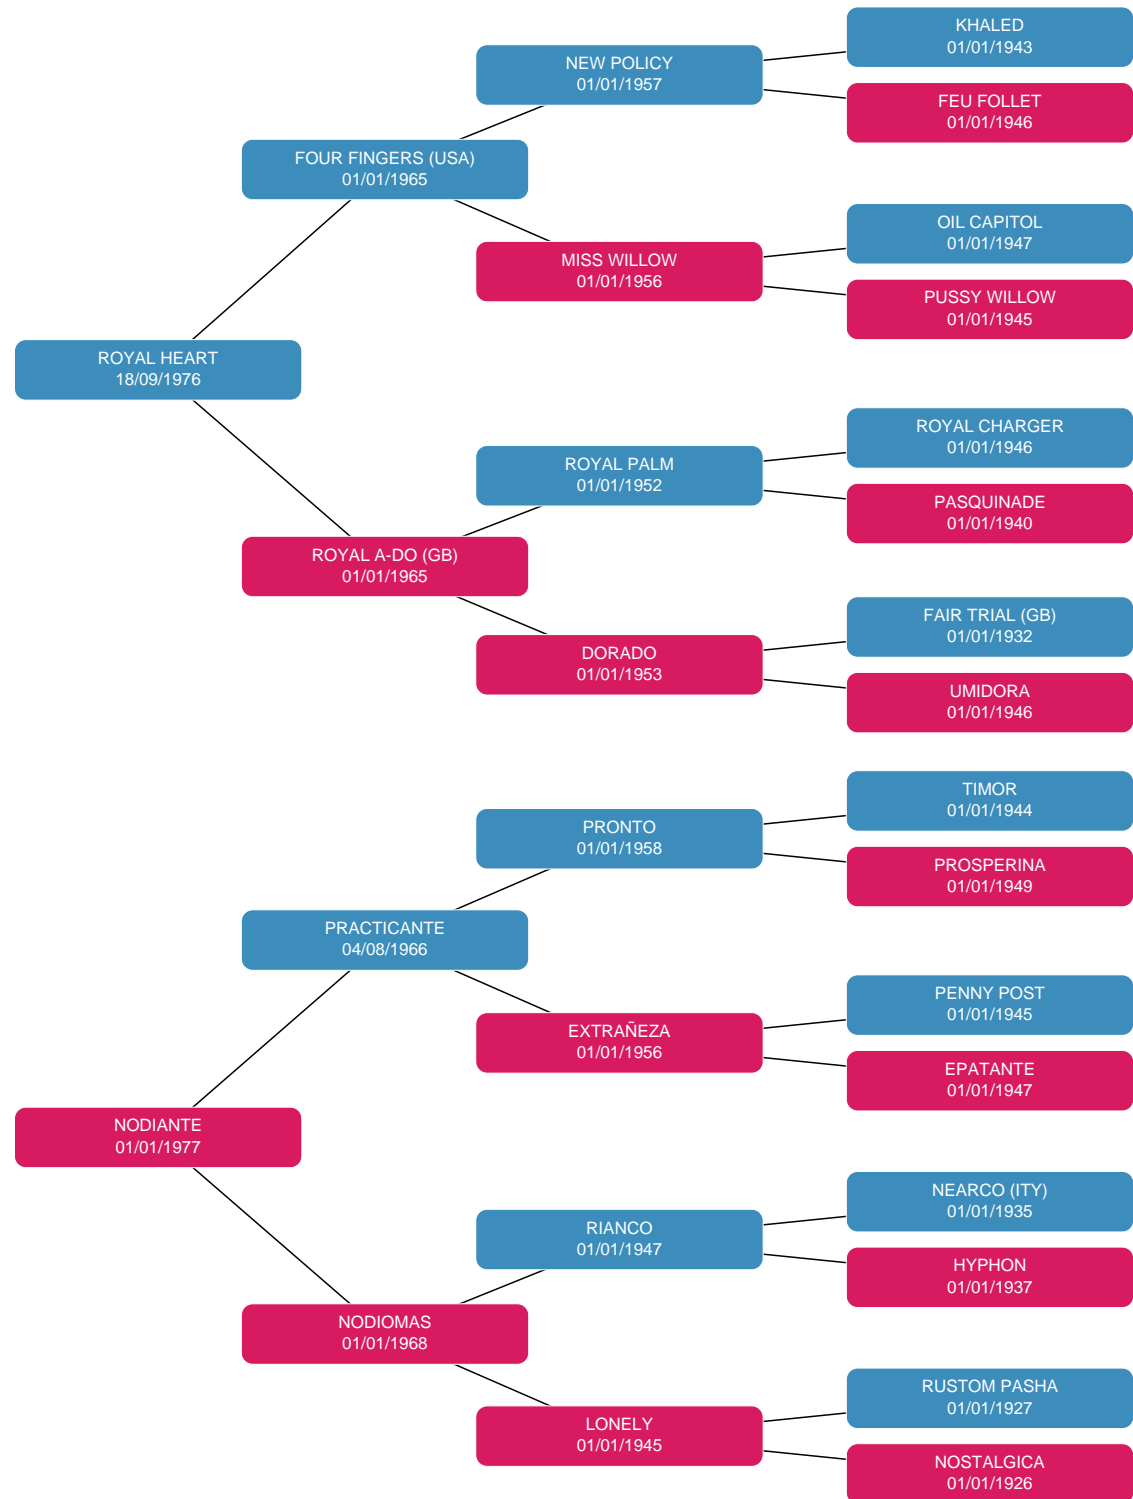 KHALED
01/01/1943
NEW POLICY
01/01/1957
FEU FOLLET
01/01/1946
FOUR FINGERS (USA)
01/01/1965
OIL CAPITOL
01/01/1947
MISS WILLOW
01/01/1956
PUSSY WILLOW
01/01/1945
ROYAL HEART
18/09/1976
ROYAL CHARGER
01/01/1946
ROYAL PALM
01/01/1952
PASQUINADE
01/01/1940
ROYAL A-DO (GB)
01/01/1965
FAIR TRIAL (GB)
01/01/1932
DORADO
01/01/1953
UMIDORA
01/01/1946
TIMOR
01/01/1944
PRONTO
01/01/1958
PROSPERINA
01/01/1949
PRACTICANTE
04/08/1966
PENNY POST
01/01/1945
EXTRAÑEZA
01/01/1956
EPATANTE
01/01/1947
NODIANTE
01/01/1977
NEARCO (ITY)
01/01/1935
RIANCO
01/01/1947
HYPHON
01/01/1937
NODIOMAS
01/01/1968
RUSTOM PASHA
01/01/1927
LONELY
01/01/1945
NOSTALGICA
01/01/1926